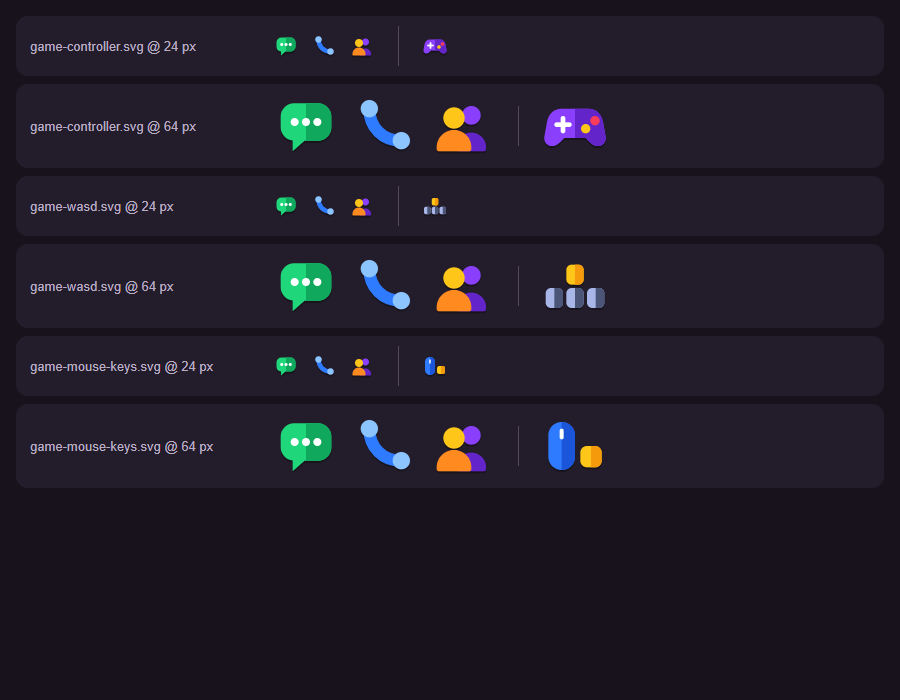 game-controller.svg @ 24 px
game-controller.svg @ 64 px
game-wasd.svg @ 24 px
game-wasd.svg @ 64 px
game-mouse-keys.svg @ 24 px
game-mouse-keys.svg @ 64 px